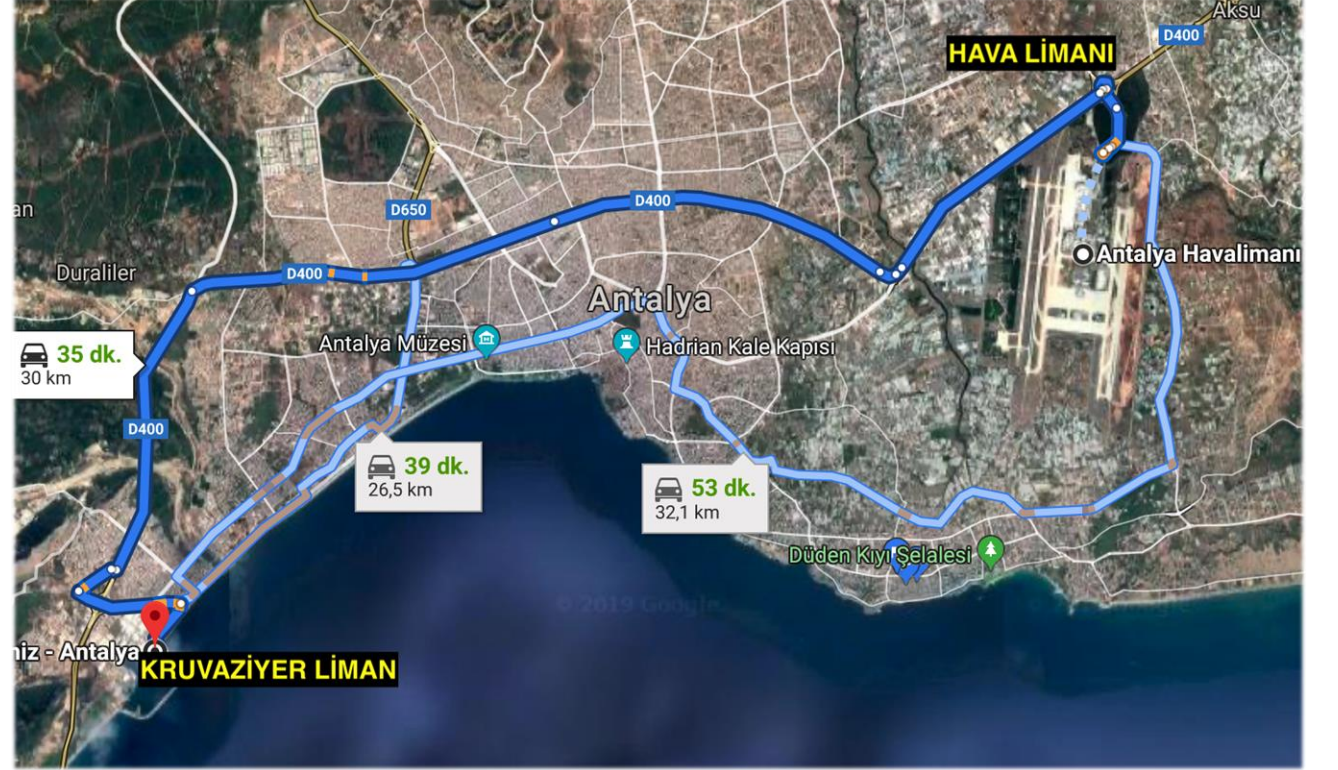 Aksu
D400
HAVA LİMANI
D400
an
D650
Antalya Havalimanı
Duraliler
D400
Antalya
Antalya Müzesi
Hadrian Kale Kapısı
35 dk.
30 km
D400
39 dk.
26,5 km
53 dk.
32,1 km
Düden Kıyı Şelalesi
© 2019 Google
niz - Antalya
KRUVAZİYER LİMAN